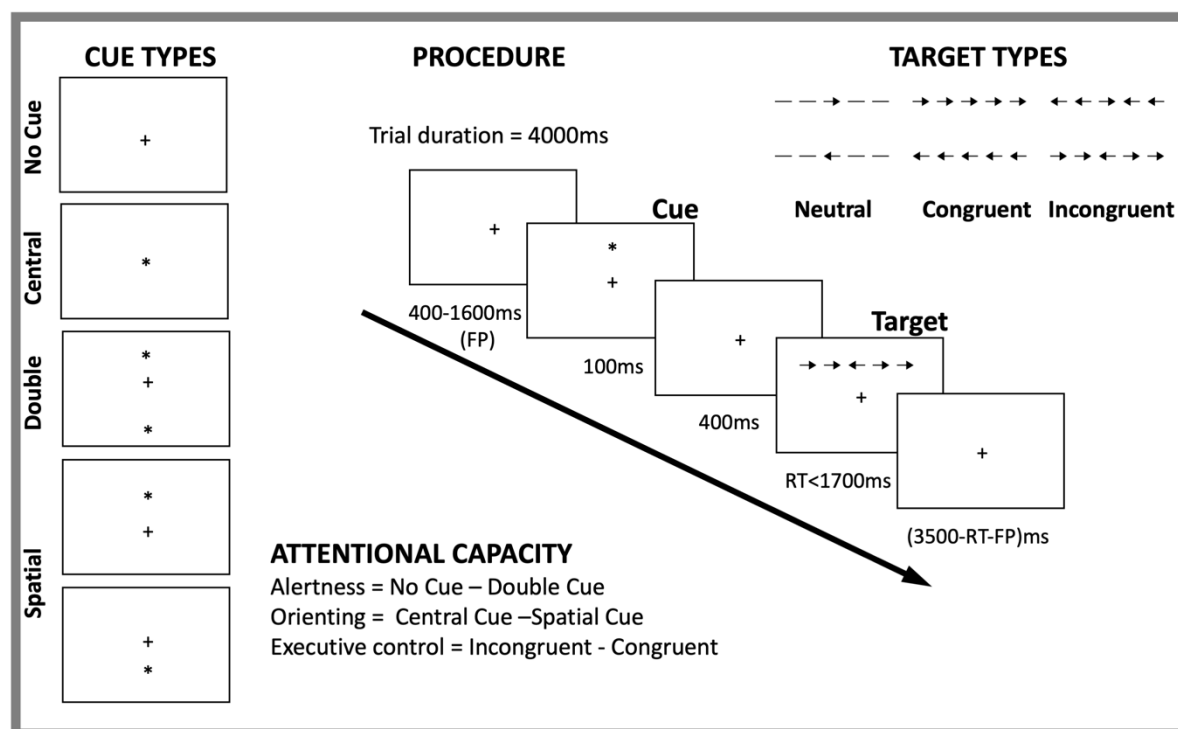 CUE TYPES
No Cue
+
Central
*
Double
*
+
*
Spatial
*
+
+
*
PROCEDURE
Trial duration = 4000ms
+
400-1600ms
(FP)
Cue
*
+
100ms
+
400ms
Target
→ → ← → →
+
RT<1700ms
+
(3500-RT-FP)ms
TARGET TYPES
— — → — — → → → → → ← ← → ← ←
— — ← — — ← ← ← ← ← → → ← → →
Neutral Congruent Incongruent
ATTENTIONAL CAPACITY
Alertness = No Cue – Double Cue
Orienting = Central Cue –Spatial Cue
Executive control = Incongruent - Congruent